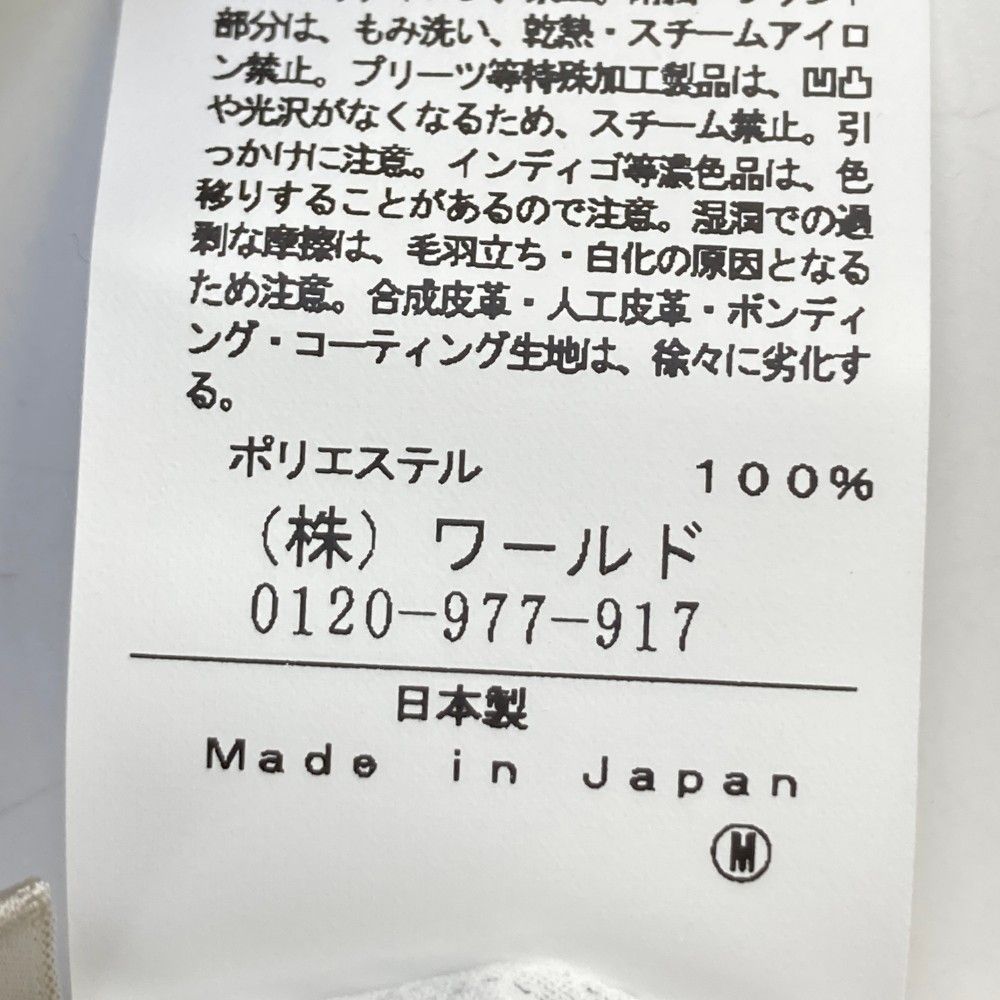 部分は、もみ洗い、乾熱・スチームアイロ
ン禁止。プリーツ等特殊加工製品は、凹凸
や光沢がなくなるため、スチーム禁止。引
っかけに注意。インディゴ等濃色品は、色
移りすることがあるので注意。湿潤での過
剰な摩擦は、毛羽立ち・白化の原因となる
ため注意。合成皮革・人工皮革・ボンディ
ング・コーティング生地は、徐々に劣化す
る。
ポリエステル 100%
(株) ワールド
0120-977-917
日本製
Made in Japan
Ⓜ